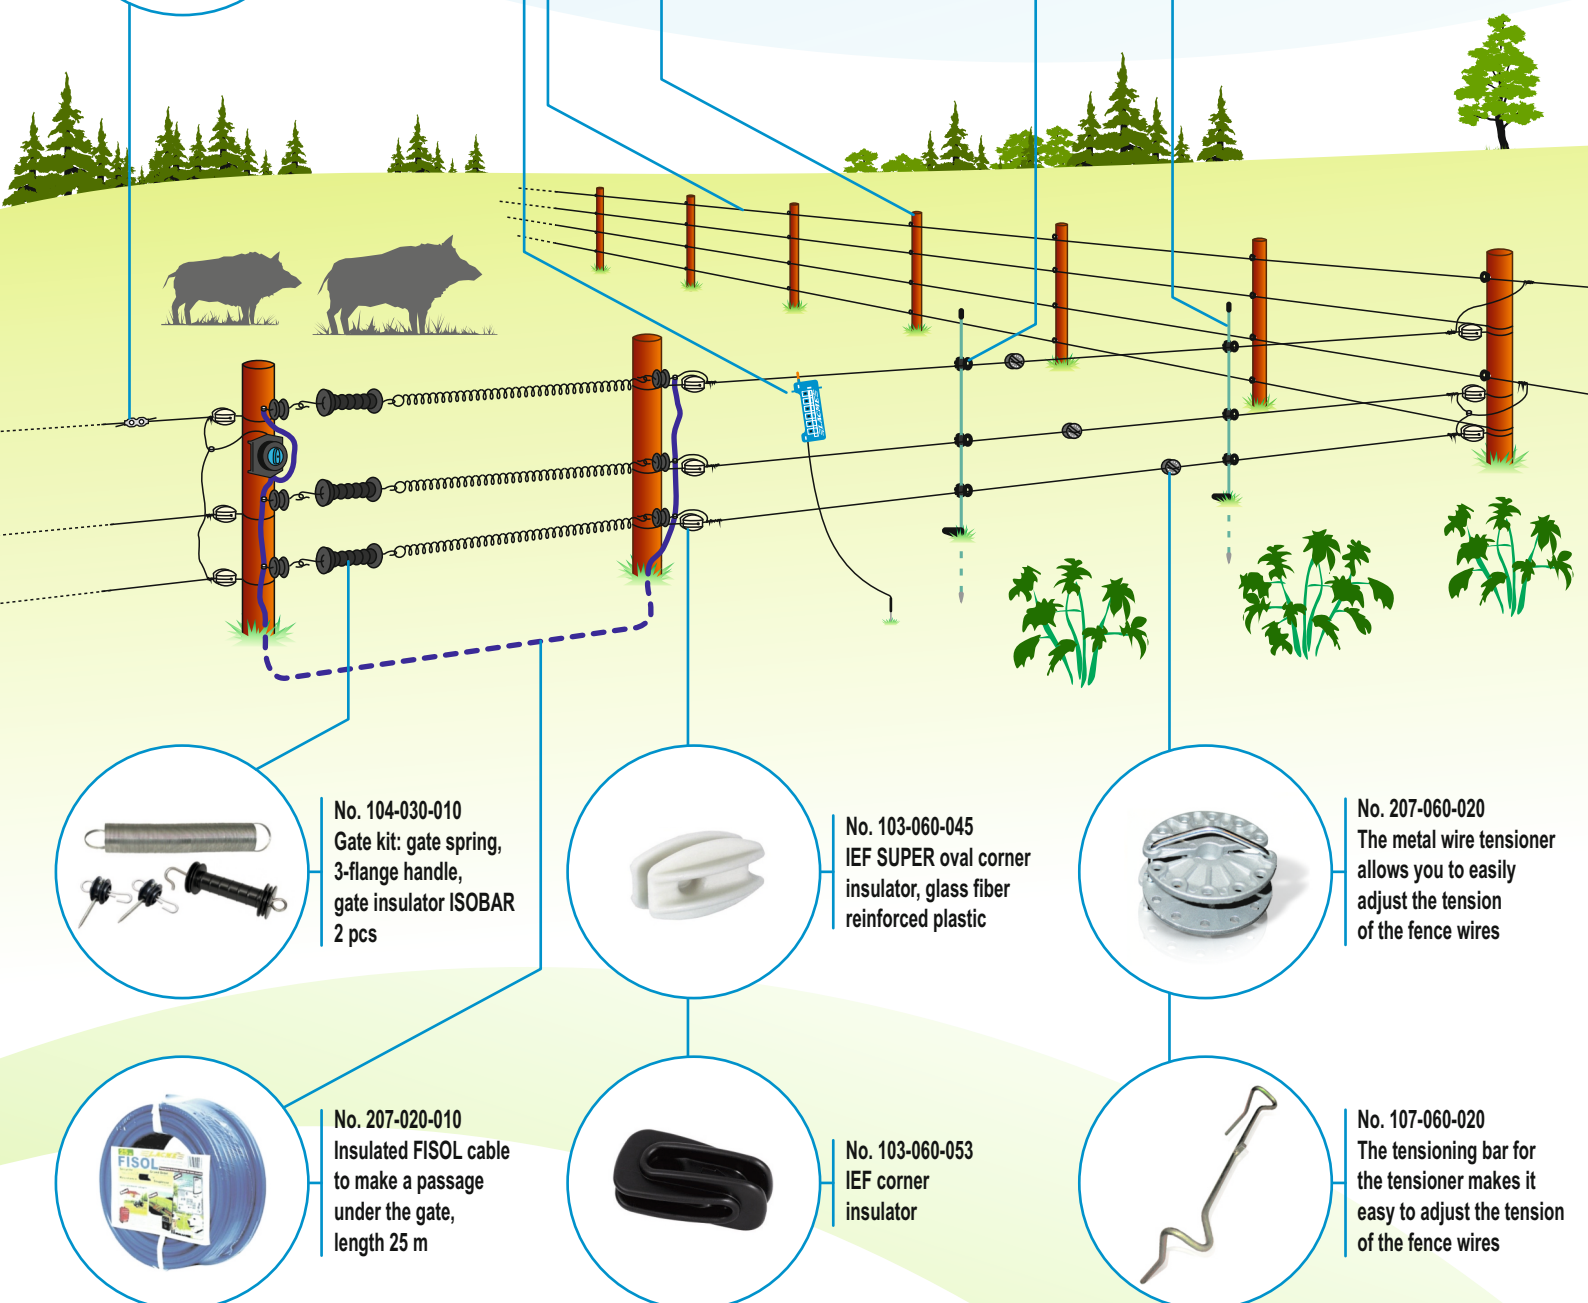 No. 104-030-010
Gate kit: gate spring,
3-flange handle,
gate insulator ISOBAR
2 pcs
No. 103-060-045
IEF SUPER oval corner
insulator, glass fiber
reinforced plastic
No. 207-060-020
The metal wire tensioner
allows you to easily
adjust the tension
of the fence wires
No. 207-020-010
Insulated FISOL cable
to make a passage
under the gate,
length 25 m
FISOL
No. 103-060-053
IEF corner
insulator
No. 107-060-020
The tensioning bar for
the tensioner makes it
easy to adjust the tension
of the fence wires